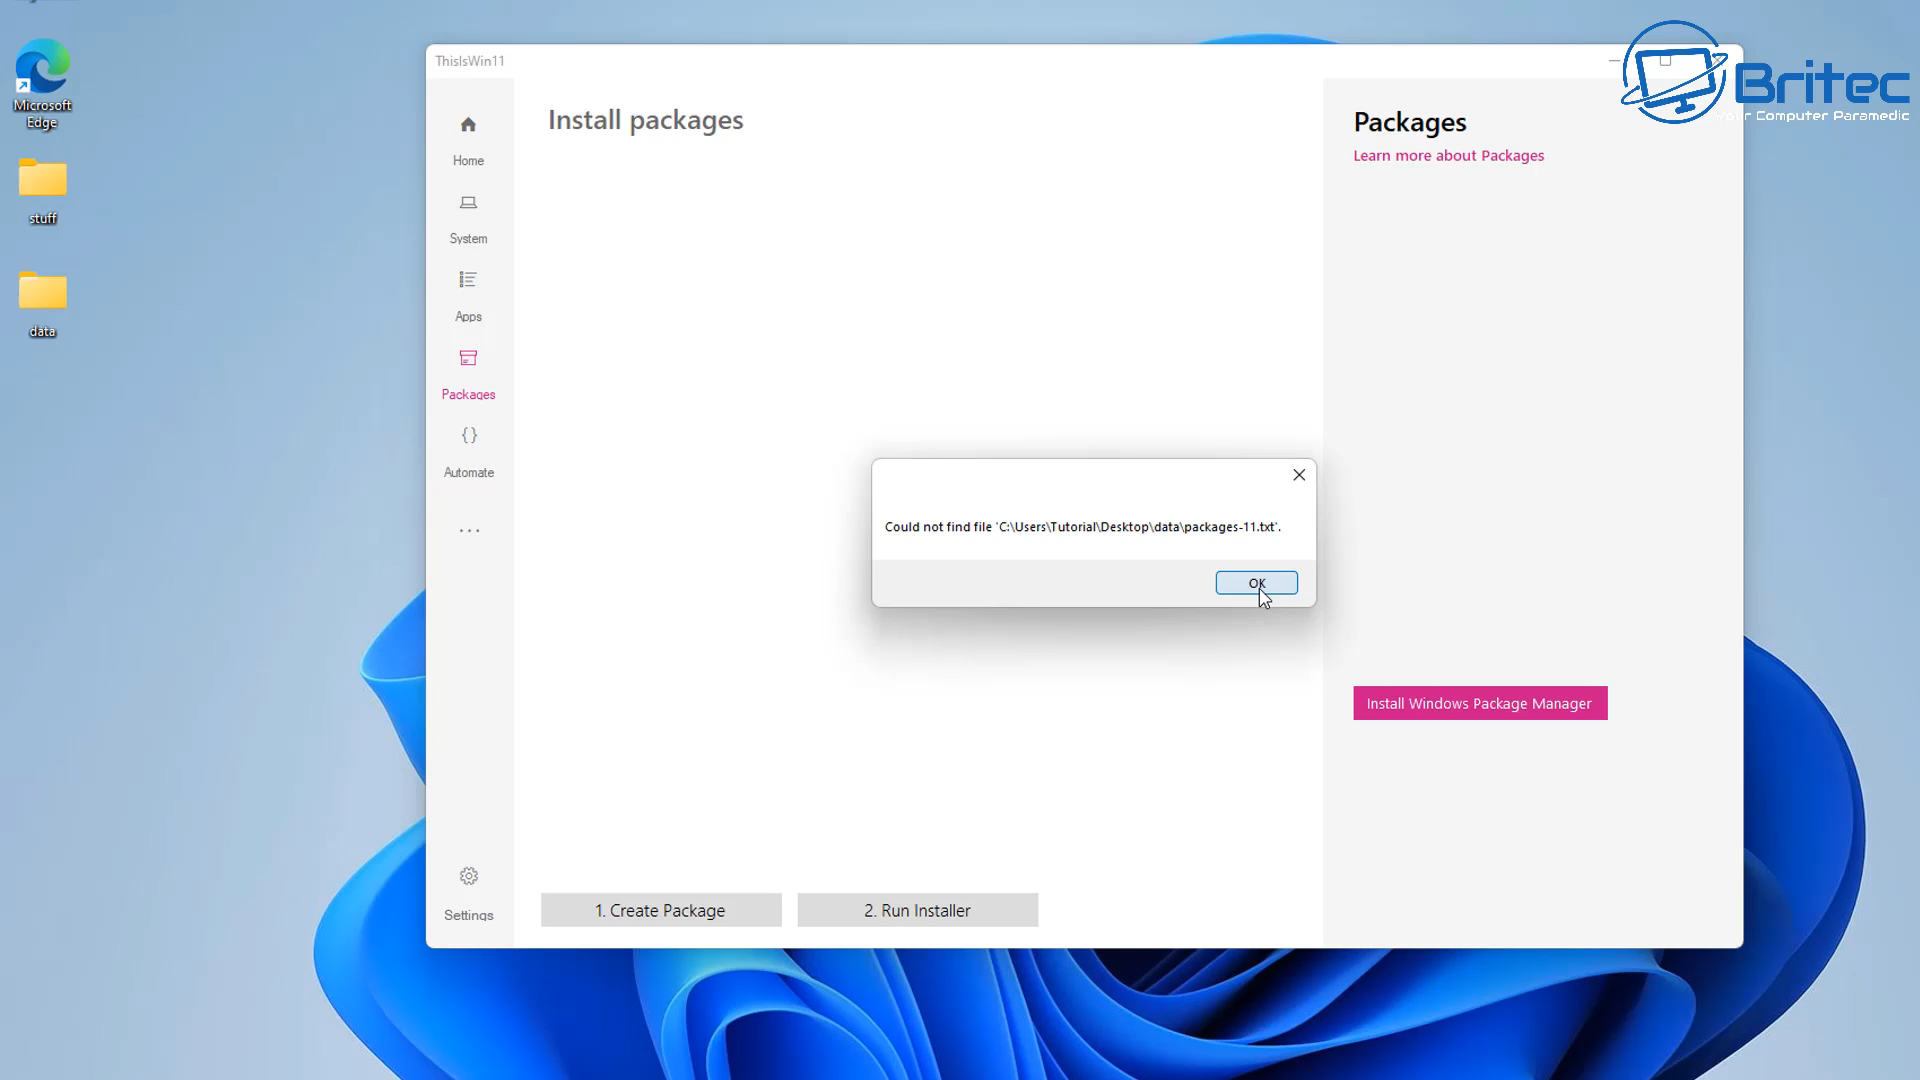 Microsoft
Edge
stuff
data
ThisIsWin11
Home
System
Apps
Packages
{ }
Automate
...
Settings
Install packages
Could not find file 'C:\Users\Tutorial\Desktop\data\packages-11.txt'.
OK
1. Create Package
2. Run Installer
Packages
Learn more about Packages
Install Windows Package Manager
Britec
Your Computer Paramedic